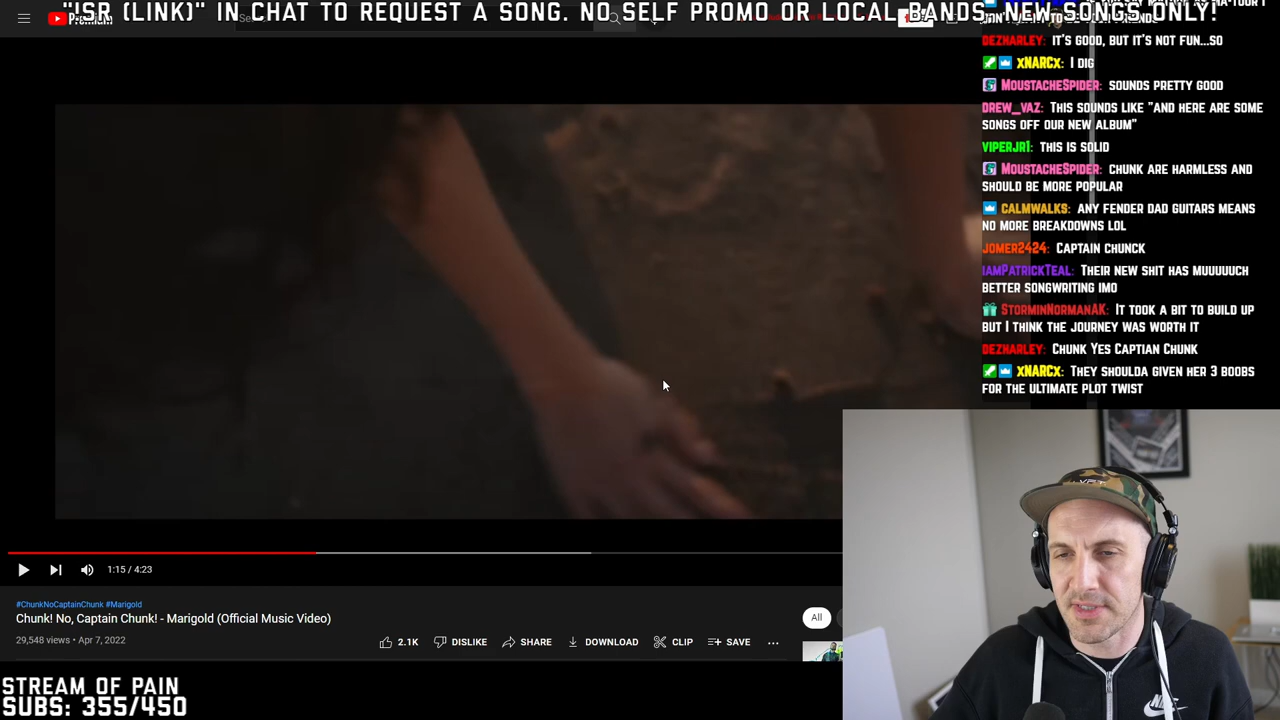 "!SR (LINK)" IN CHAT TO REQUEST A SONG. NO SELF PROMO OR LOCAL BANDS. NEW SONGS ONLY!
Premium
DEZHARLEY: IT'S GOOD, BUT IT'S NOT FUN...SO
xNARCx: I DIG
MOUSTACHESPIDER: SOUNDS PRETTY GOOD
DREW_VAZ: THIS SOUNDS LIKE "AND HERE ARE SOME
SONGS OFF OUR NEW ALBUM"
VIPERJR1: THIS IS SOLID
MOUSTACHESPIDER: CHUNK ARE HARMLESS AND
SHOULD BE MORE POPULAR
CALMWALKS: ANY FENDER DAD GUITARS MEANS
NO MORE BREAKDOWNS LOL
JOMER2424: CAPTAIN CHUNCK
IAMPATRICKTEAL: THEIR NEW SHIT HAS MUUUUUCH
BETTER SONGWRITING IMO
STORMINNORMANAK: IT TOOK A BIT TO BUILD UP
BUT I THINK THE JOURNEY WAS WORTH IT
DEZHARLEY: CHUNK YES CAPTIAN CHUNK
xNARCx: THEY SHOULDA GIVEN HER 3 BOOBS
FOR THE ULTIMATE PLOT TWIST
1:15 / 4:23
#ChunkNoCaptainChunk #Marigold
Chunk! No, Captain Chunk! - Marigold (Official Music Video)
All
29,548 views • Apr 7, 2022
2.1K DISLIKE SHARE DOWNLOAD CLIP SAVE ...
STREAM OF PAIN
SUBS: 355/450